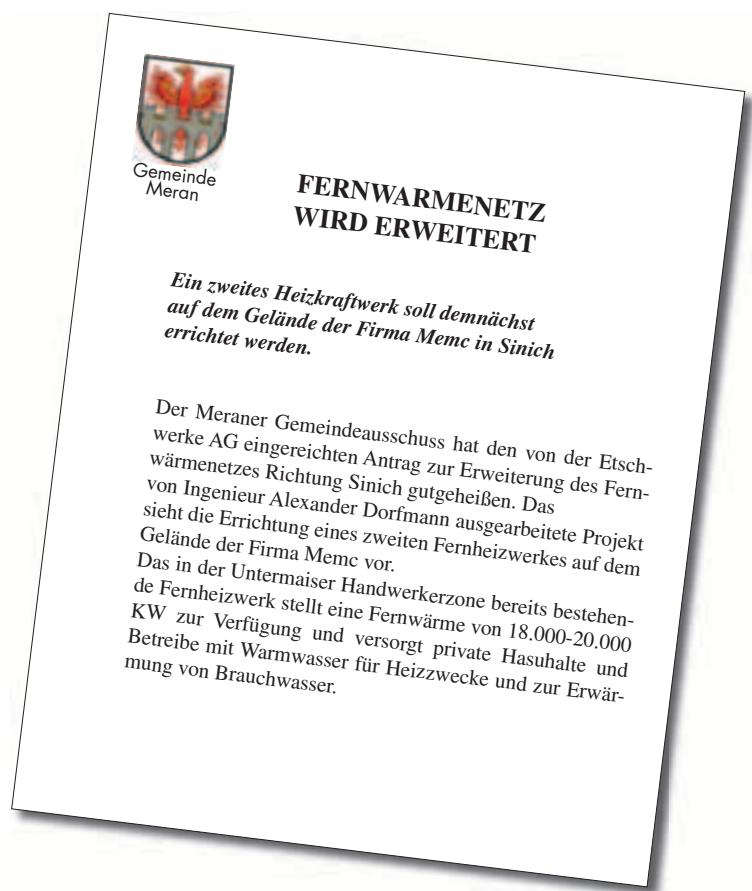 Gemeinde
Meran
FERNWARMENETZ
WIRD ERWEITERT
Ein zweites Heizkraftwerk soll demnächst
auf dem Gelände der Firma Memc in Sinich
errichtet werden.
Der Meraner Gemeindeausschuss hat den von der Etsch-
werke AG eingereichten Antrag zur Erweiterung des Fern-
wärmenetzes Richtung Sinich gutgeheißen. Das
von Ingenieur Alexander Dorfmann ausgearbeitete Projekt
sieht die Errichtung eines zweiten Fernheizwerkes auf dem
Gelände der Firma Memc vor.
Das in der Untermaiser Handwerkerzone bereits bestehen-
de Fernheizwerk stellt eine Fernwärme von 18.000-20.000
KW zur Verfügung und versorgt private Hasuhalte und
Betreibe mit Warmwasser für Heizzwecke und zur Erwär-
mung von Brauchwasser.